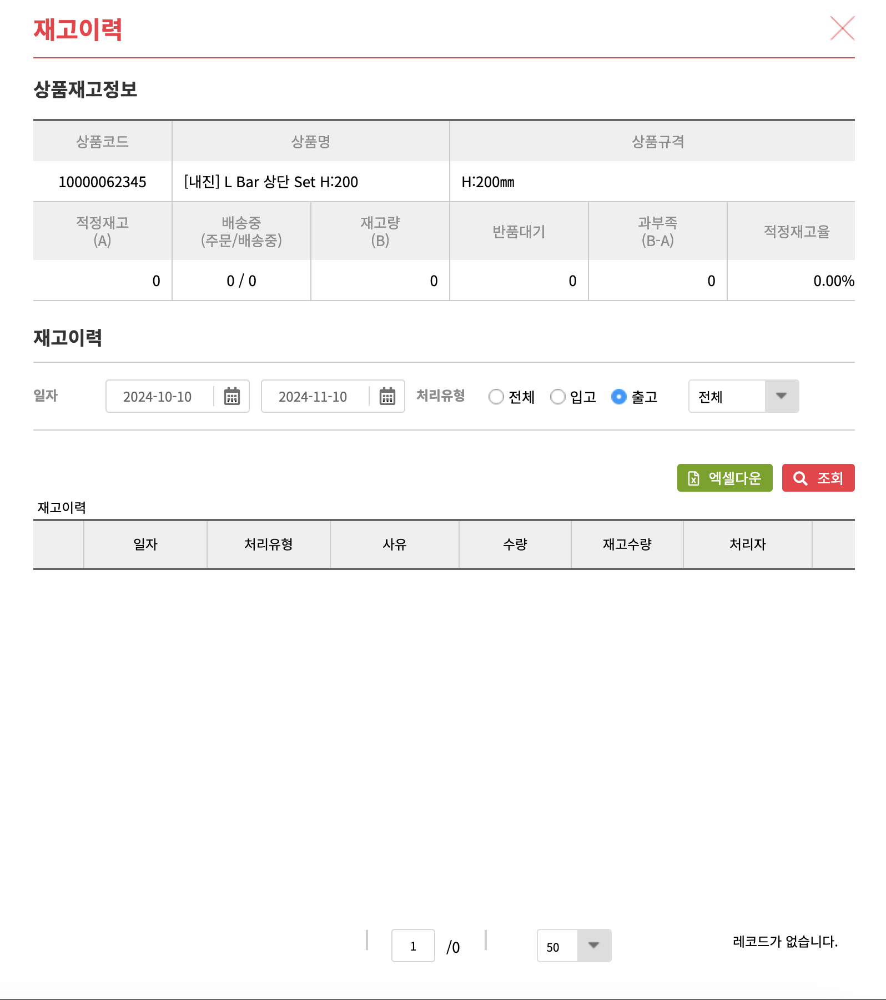 재고이력
상품재고정보
상품코드 상품명 상품규격
10000062345 [내진] L Bar 상단 Set H:200 H:200㎜
적정재고 (A) 배송중 (주문/배송중) 재고량 (B) 반품대기 과부족 (B-A) 적정재고율
0 0 / 0 0 0 0 0.00%
재고이력
일자 2024-10-10 2024-11-10 처리유형 전체 입고 출고 전체
엑셀다운 조회
재고이력
일자 처리유형 사유 수량 재고수량 처리자
1 /0 50 레코드가 없습니다.